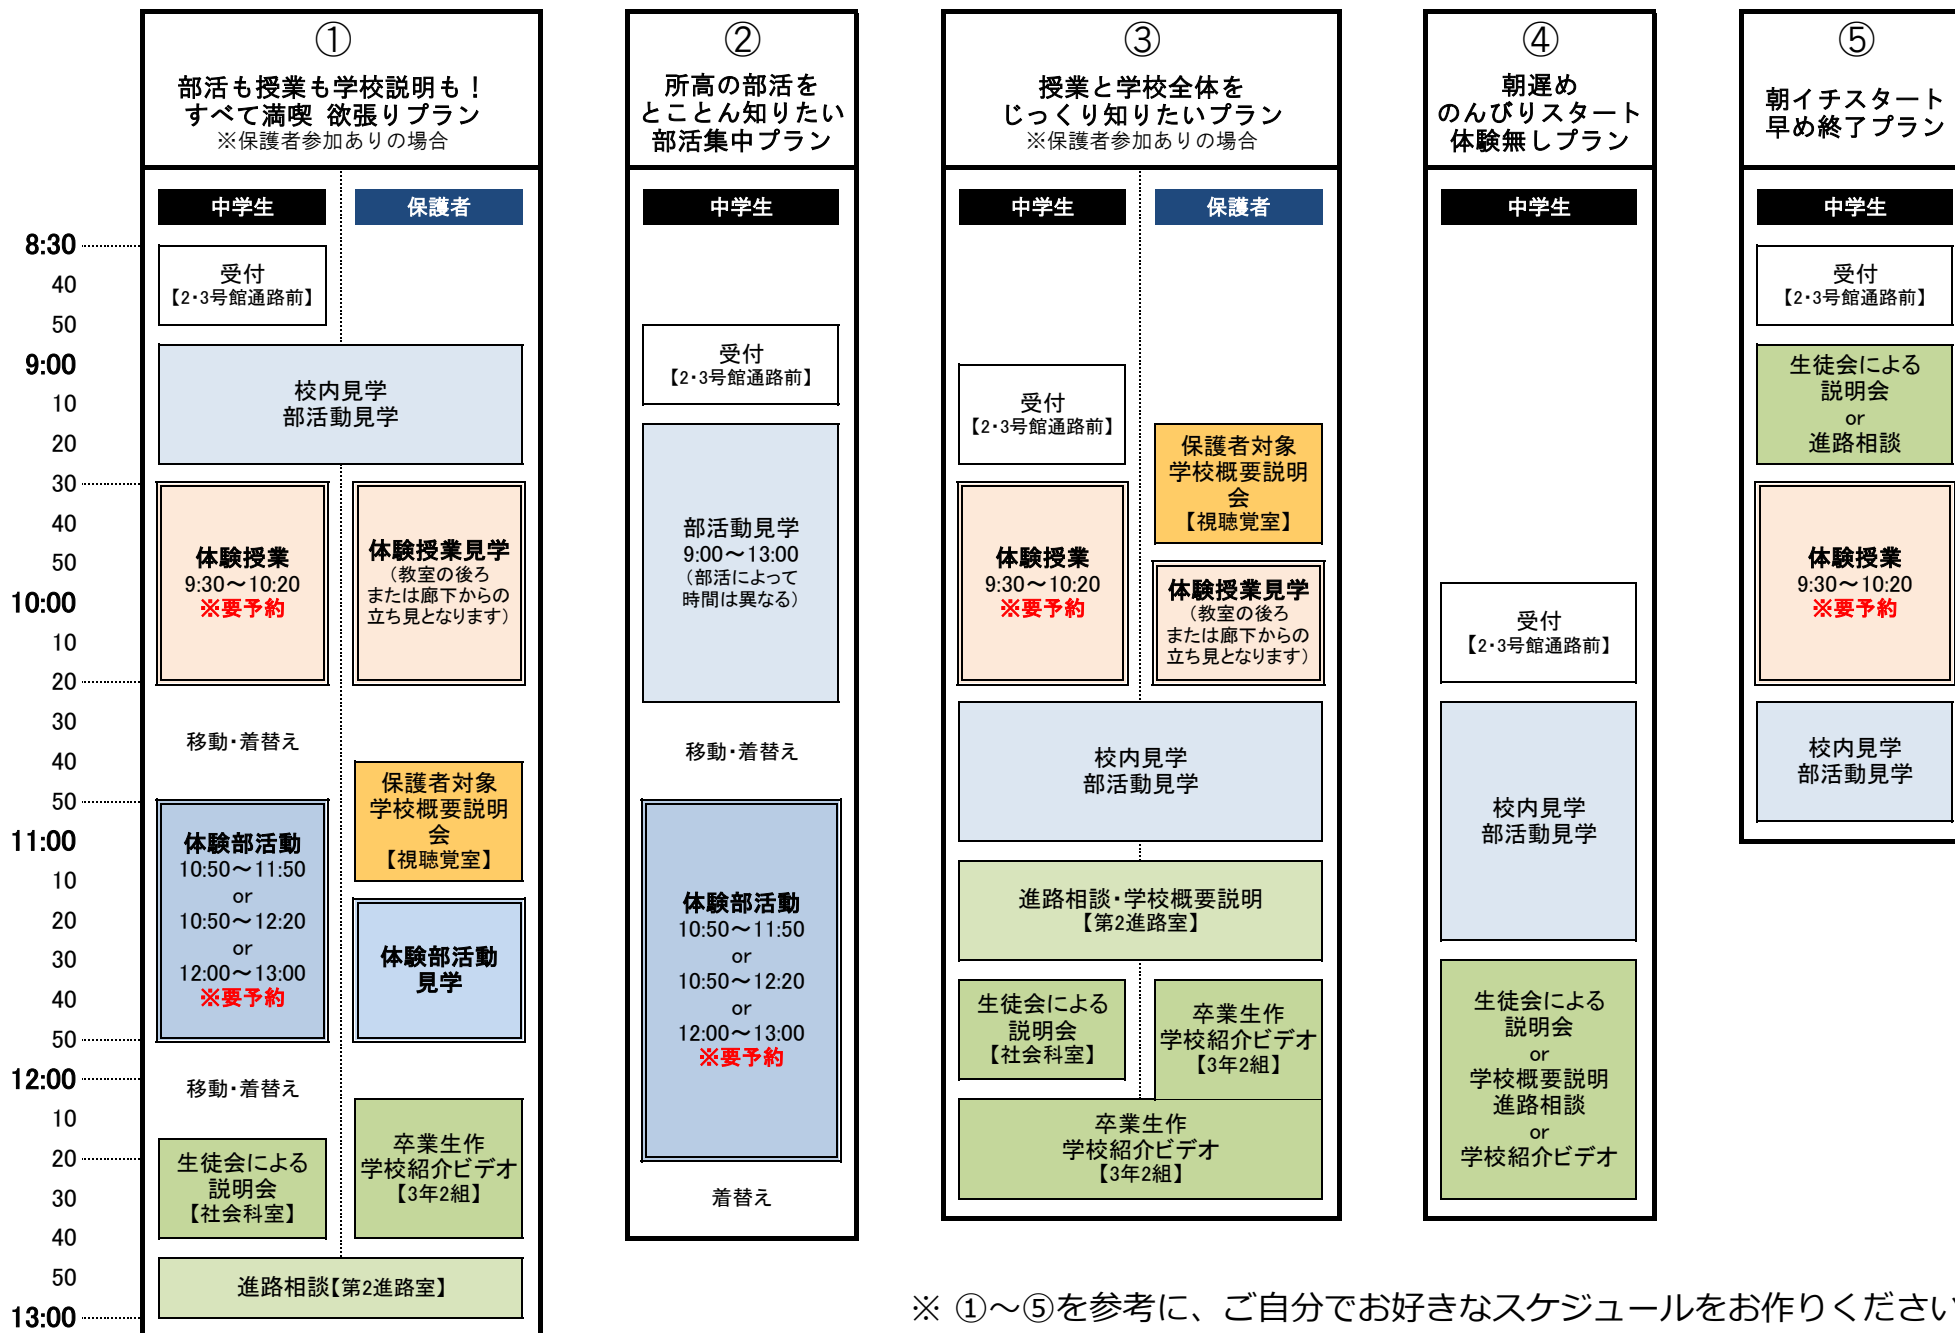 ①
部活も授業も学校説明も！
すべて満喫 欲張りプラン
※保護者参加ありの場合
中学生
保護者
8:30
40
50
9:00
10
20
30
40
50
10:00
10
20
30
40
50
11:00
10
20
30
40
50
12:00
10
20
30
40
50
13:00
受付
【2・3号館通路前】
校内見学
部活動見学
体験授業
9:30～10:20
※要予約
体験授業見学
（教室の後ろ
または廊下からの
立ち見となります）
移動・着替え
保護者対象
学校概要説明
会
【視聴覚室】
体験部活動
10:50～11:50
or
10:50～12:20
or
12:00～13:00
※要予約
体験部活動
見学
移動・着替え
卒業生作
学校紹介ビデオ
【3年2組】
生徒会による
説明会
【社会科室】
進路相談【第2進路室】
②
所高の部活を
とことん知りたい
部活集中プラン
中学生
受付
【2・3号館通路前】
部活動見学
9:00～13:00
（部活によって
時間は異なる）
移動・着替え
体験部活動
10:50～11:50
or
10:50～12:20
or
12:00～13:00
※要予約
着替え
③
授業と学校全体を
じっくり知りたいプラン
※保護者参加ありの場合
中学生
保護者
受付
【2・3号館通路前】
保護者対象
学校概要説明
会
【視聴覚室】
体験授業
9:30～10:20
※要予約
体験授業見学
（教室の後ろ
または廊下からの
立ち見となります）
校内見学
部活動見学
進路相談・学校概要説明
【第2進路室】
生徒会による
説明会
【社会科室】
卒業生作
学校紹介ビデオ
【3年2組】
卒業生作
学校紹介ビデオ
【3年2組】
④
朝遅め
のんびりスタート
体験無しプラン
中学生
受付
【2・3号館通路前】
校内見学
部活動見学
生徒会による
説明会
or
学校概要説明
進路相談
or
学校紹介ビデオ
⑤
朝イチスタート
早め終了プラン
中学生
受付
【2・3号館通路前】
生徒会による
説明会
or
進路相談
体験授業
9:30～10:20
※要予約
校内見学
部活動見学
※ ①～⑤を参考に、ご自分でお好きなスケジュールをお作りください